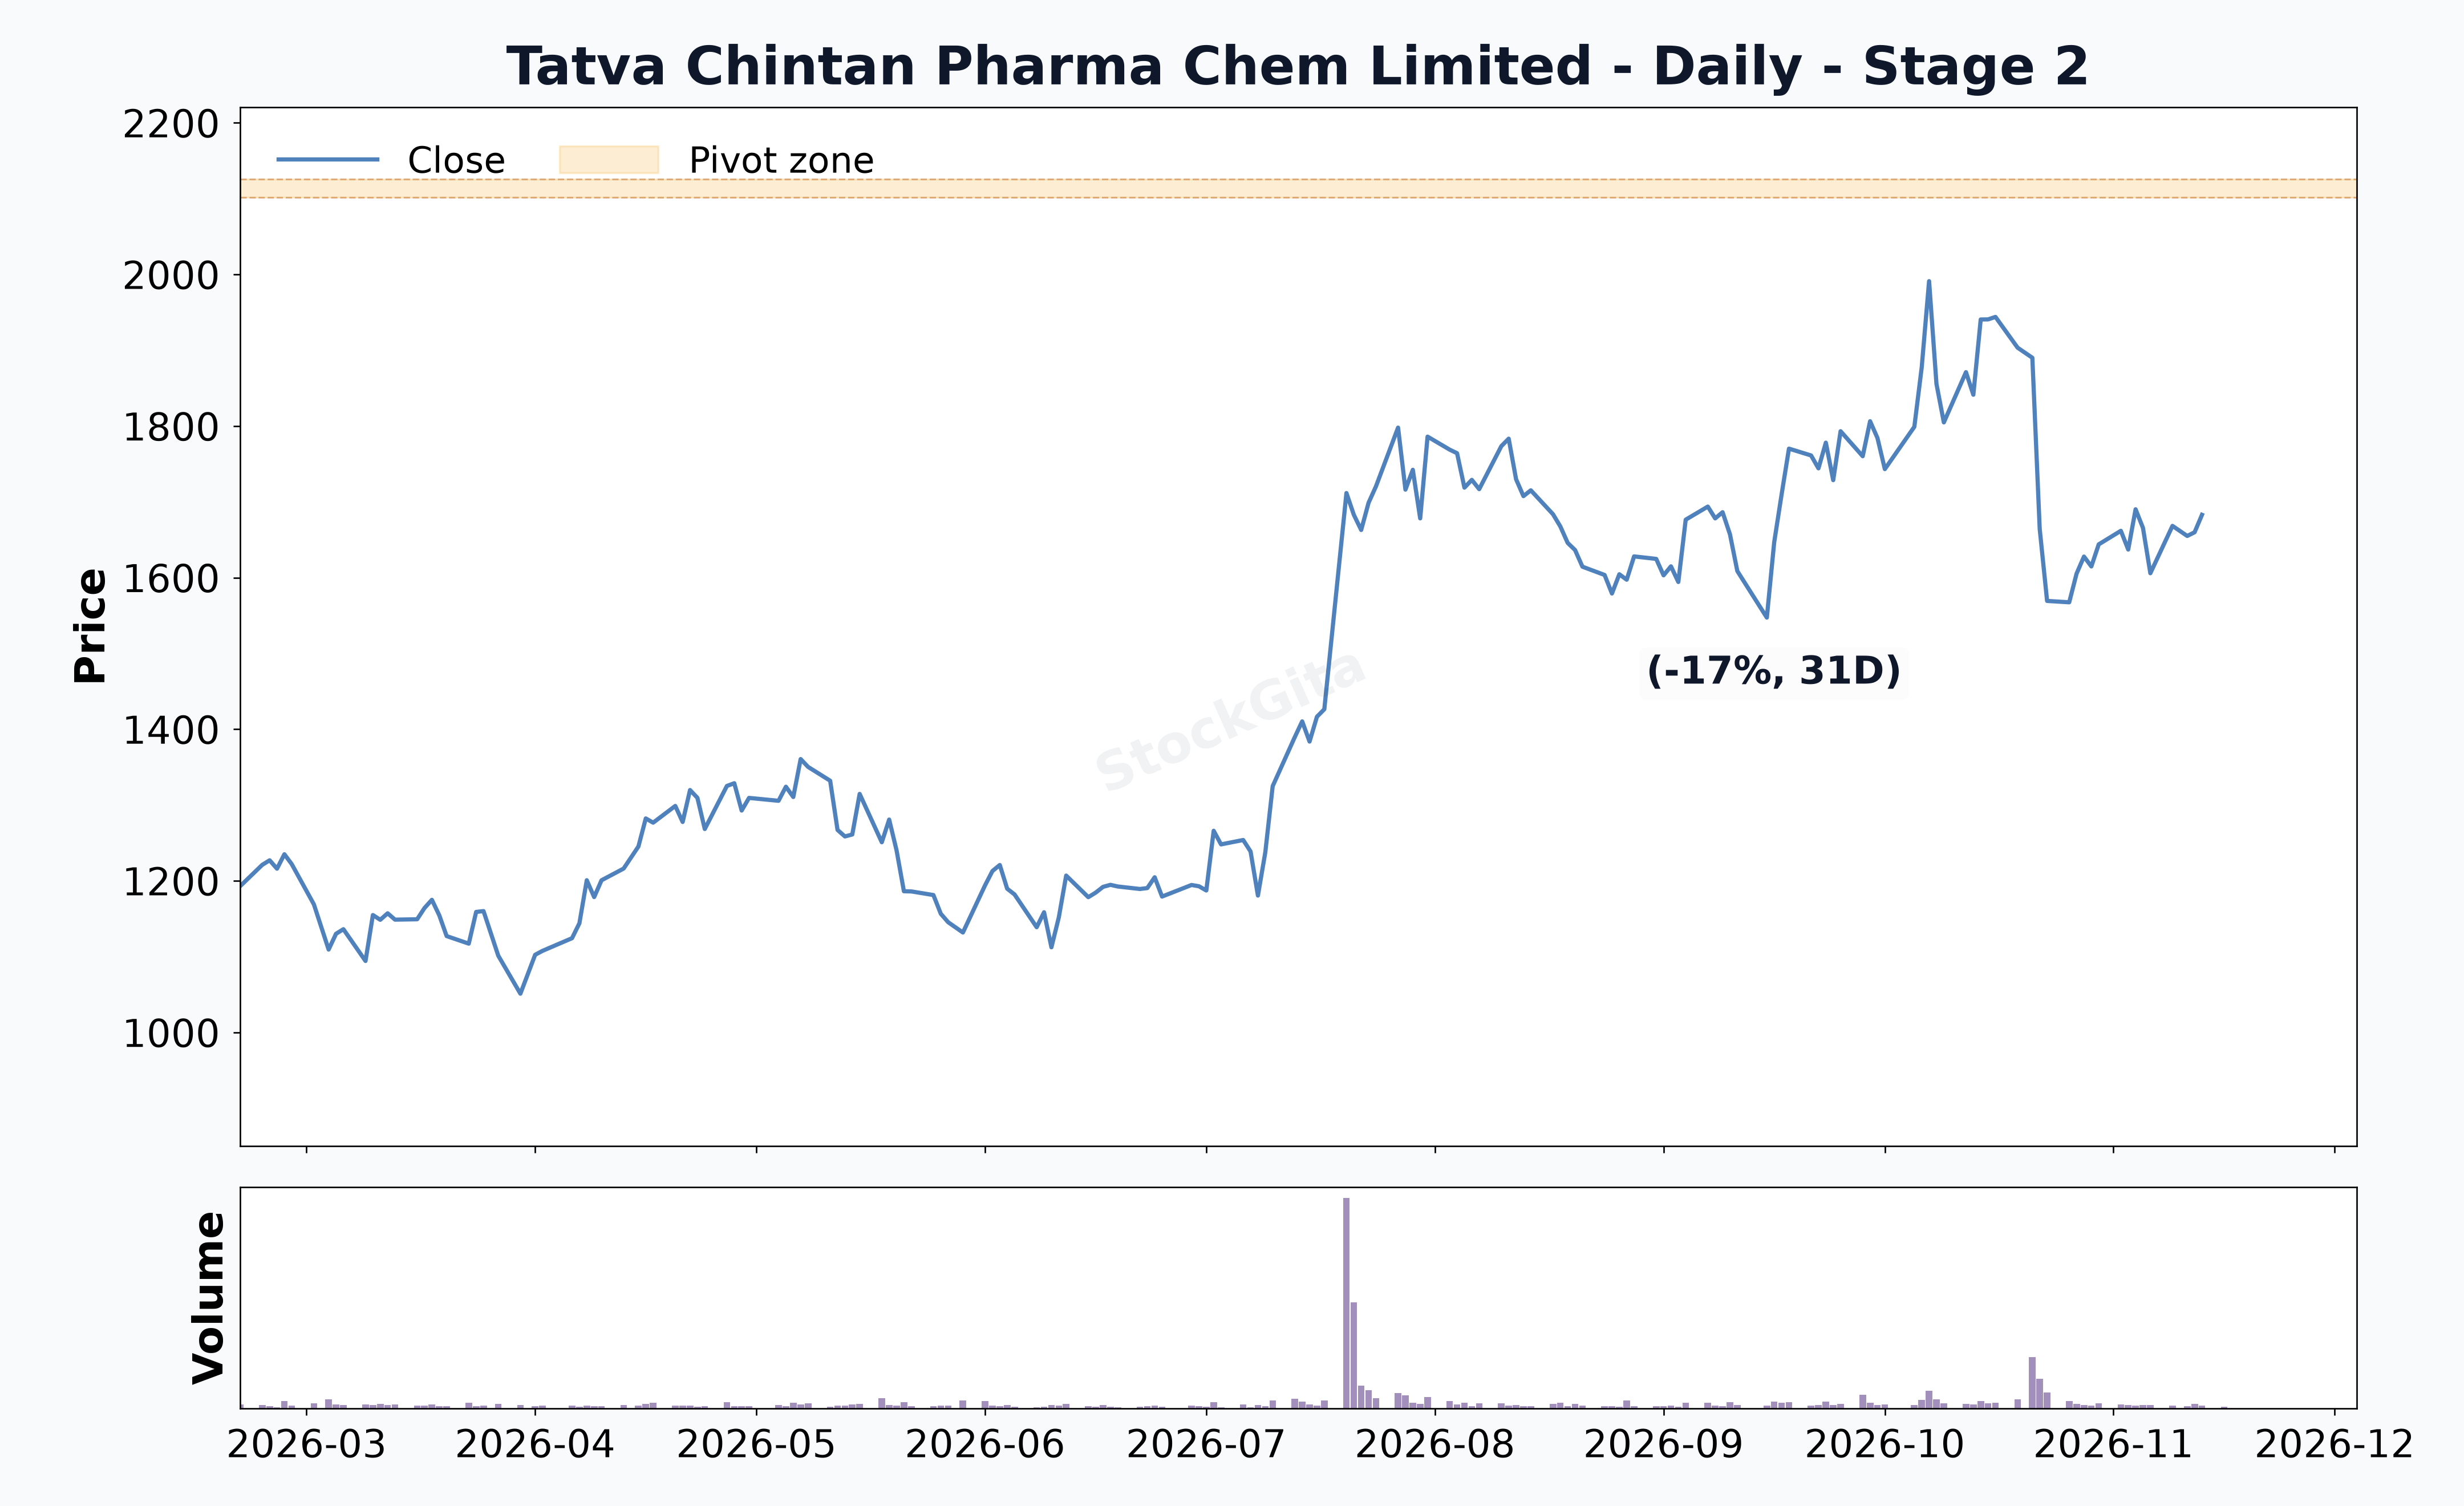 Tatva Chintan Pharma Chem Limited - Daily - Stage 2
2200
2000
1800
1600
1400
1200
1000
Price
Close
Pivot zone
StockGita
(-17%, 31D)
Volume
2026-03
2026-04
2026-05
2026-06
2026-07
2026-08
2026-09
2026-10
2026-11
2026-12